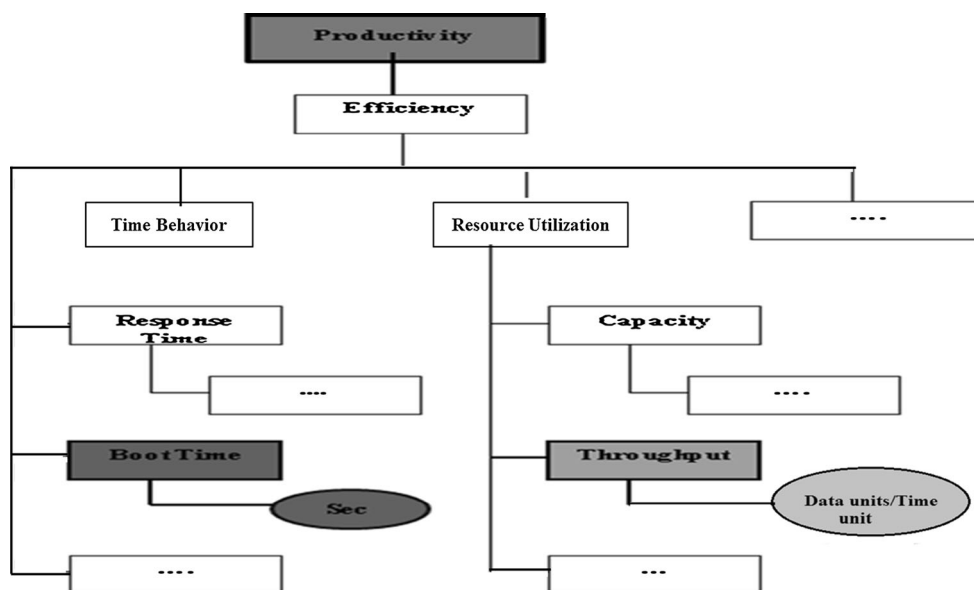 Productivity
Efficiency
Time Behavior
Resource Utilization
----
Response
Time
Capacity
----
----
BootTime
Throughput
Sec
Data units/Time
unit
----
---